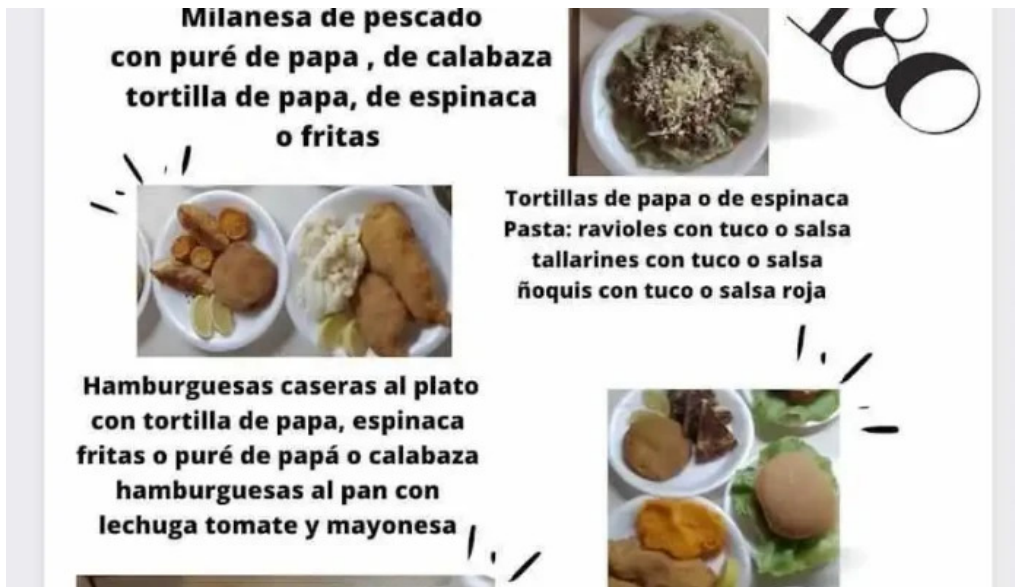 Milanesa de pescado
con puré de papa , de calabaza
tortilla de papa, de espinaca
o fritas
Tortillas de papa o de espinaca
Pasta: ravioles con tuco o salsa
tallarines con tuco o salsa
ñoquis con tuco o salsa roja
Hamburguesas caseras al plato
con tortilla de papa, espinaca
fritas o puré de papá o calabaza
hamburguesas al pan con
lechuga tomate y mayonesa